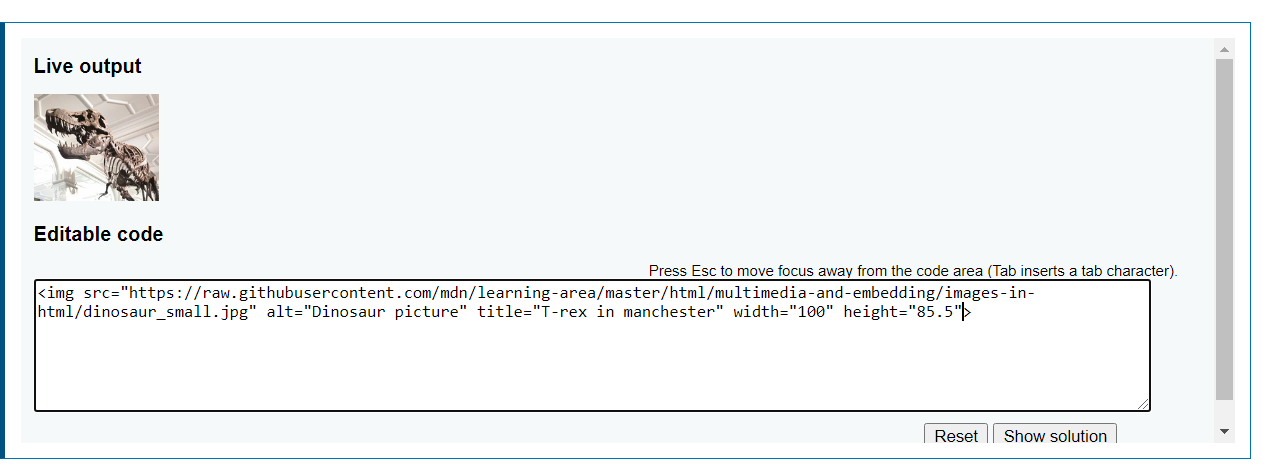 Live output
Editable code
Press Esc to move focus away from the code area (Tab inserts a tab character).
<img src="https://raw.githubusercontent.com/mdn/learning-area/master/html/multimedia-and-embedding/images-in-
html/dinosaur_small.jpg" alt="Dinosaur picture" title="T-rex in manchester" width="100" height="85.5">
Reset Show solution